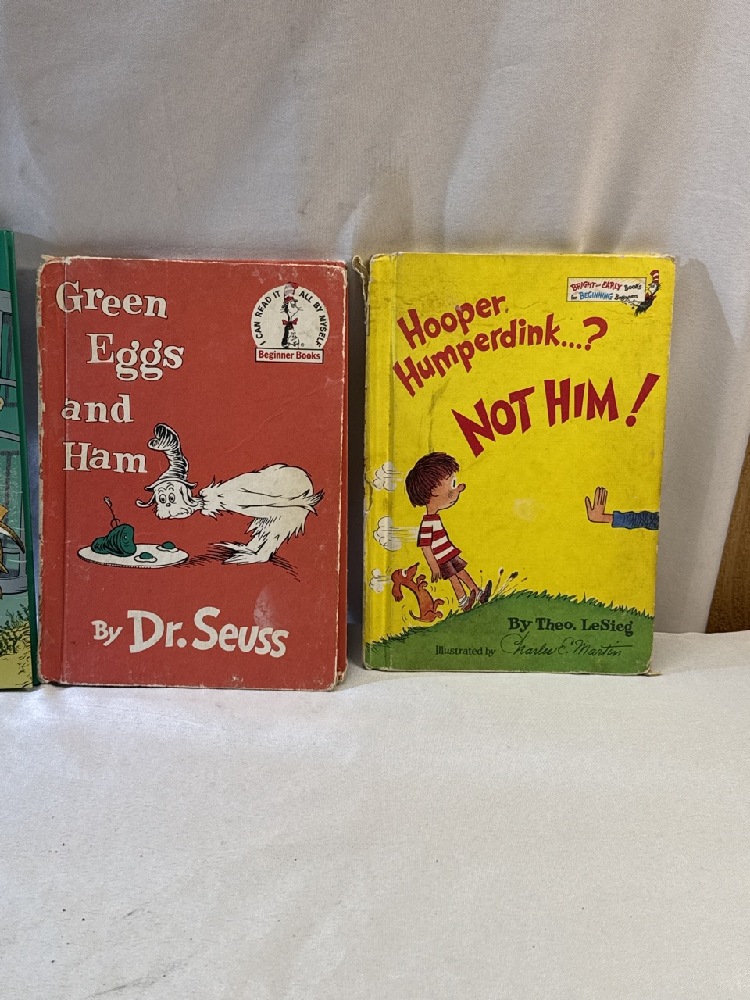 Green
Eggs
and
Ham
I CAN READ IT ALL BY MYSELF
Beginner Books
By Dr. Seuss
BRIGHT and EARLY Books
for BEGINNING Beginners
Hooper
Humperdink...?
NOT HIM!
By Theo. LeSieg
Illustrated by Charles E. Martin